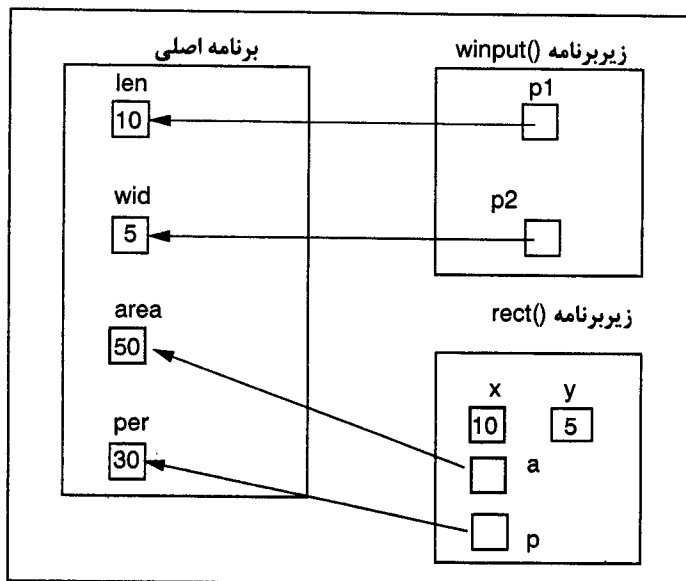 برنامه اصلی
len
10
wid
5
area
50
per
30
زیربرنامه winput()
p1
p2
زیربرنامه rect()
x y
10 5
a
p